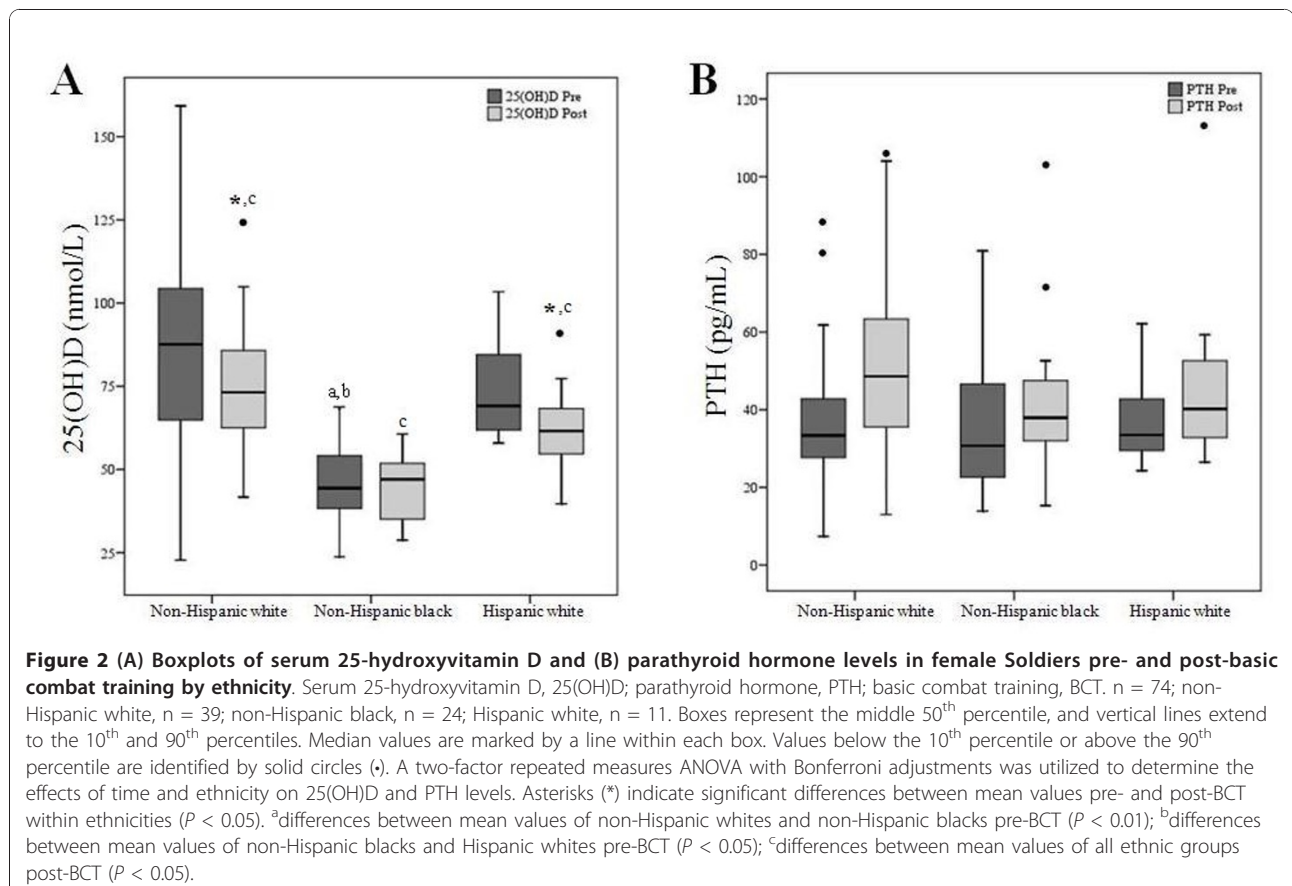 A
25(OH)D Pre
25(OH)D Post
25(OH)D (nmol/L)
150
125
100
75
50
25
*,c
a,b
c
*,c
Non-Hispanic white
Non-Hispanic black
Hispanic white
B
PTH Pre
PTH Post
PTH (pg/mL)
120
100
80
60
40
20
0
Non-Hispanic white
Non-Hispanic black
Hispanic white
Figure 2 (A) Boxplots of serum 25-hydroxyvitamin D and (B) parathyroid hormone levels in female Soldiers pre- and post-basic
combat training by ethnicity. Serum 25-hydroxyvitamin D, 25(OH)D; parathyroid hormone, PTH; basic combat training, BCT. n = 74; non-
Hispanic white, n = 39; non-Hispanic black, n = 24; Hispanic white, n = 11. Boxes represent the middle 50th percentile, and vertical lines extend
to the 10th and 90th percentiles. Median values are marked by a line within each box. Values below the 10th percentile or above the 90th
percentile are identified by solid circles (•). A two-factor repeated measures ANOVA with Bonferroni adjustments was utilized to determine the
effects of time and ethnicity on 25(OH)D and PTH levels. Asterisks (*) indicate significant differences between mean values pre- and post-BCT
within ethnicities (P < 0.05). adifferences between mean values of non-Hispanic whites and non-Hispanic blacks pre-BCT (P < 0.01); bdifferences
between mean values of non-Hispanic blacks and Hispanic whites pre-BCT (P < 0.05); cdifferences between mean values of all ethnic groups
post-BCT (P < 0.05).